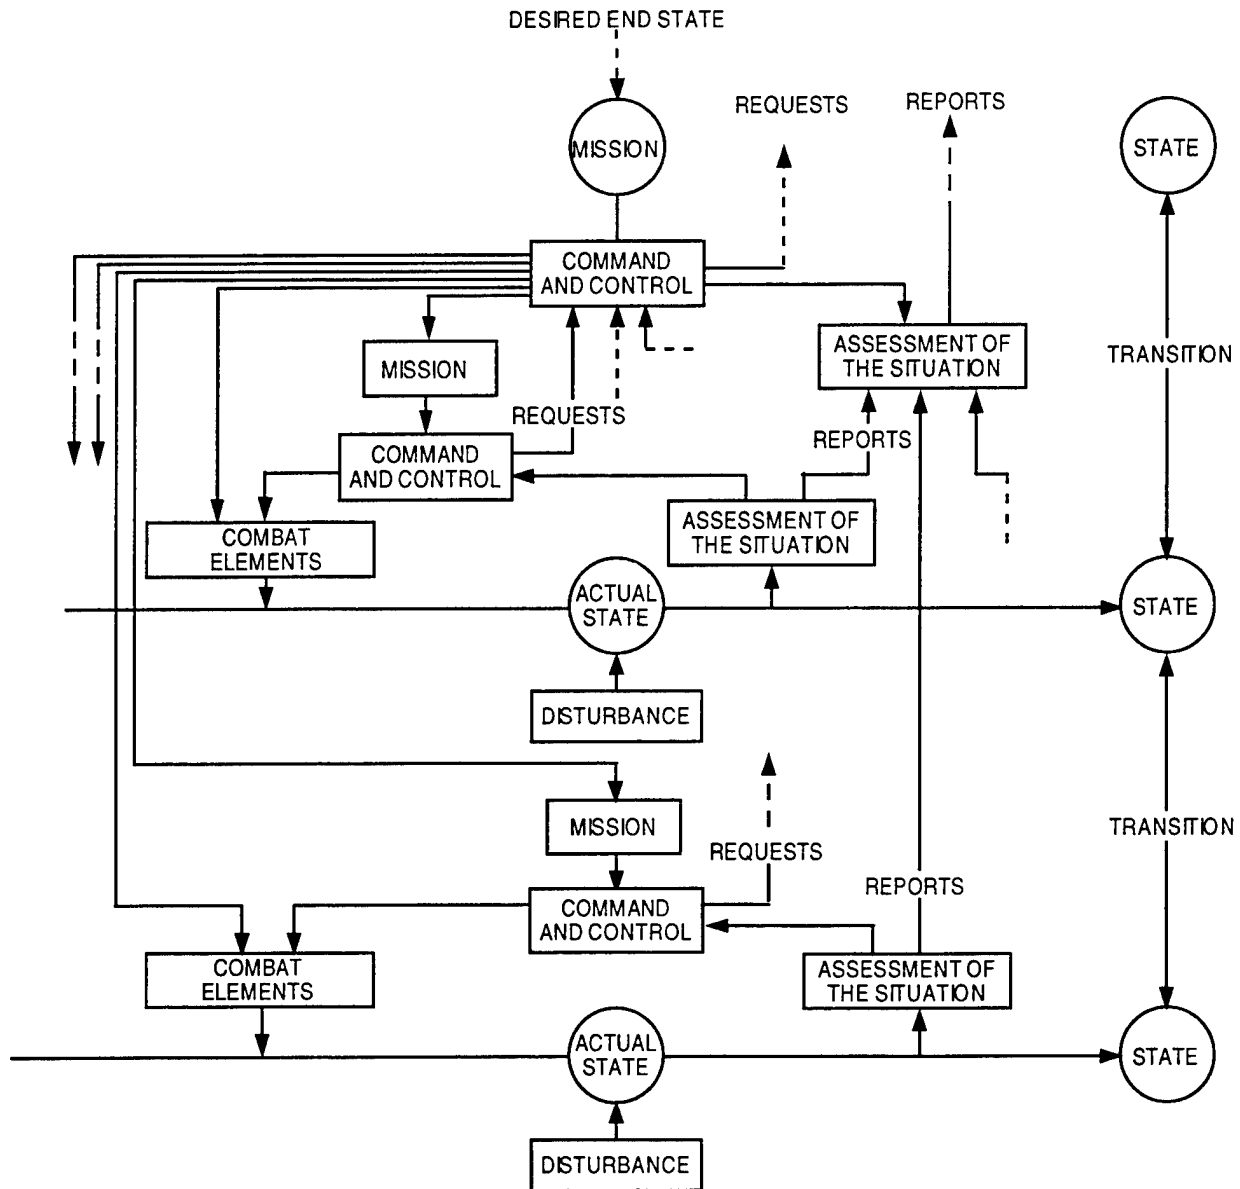 DESIRED END STATE
REQUESTS
REPORTS
MISSION
STATE
COMMAND
AND CONTROL
ASSESSMENT OF
THE SITUATION
TRANSITION
MISSION
REQUESTS
REPORTS
COMMAND
AND CONTROL
ASSESSMENT OF
THE SITUATION
COMBAT
ELEMENTS
ACTUAL
STATE
STATE
DISTURBANCE
MISSION
TRANSITION
REQUESTS
REPORTS
COMMAND
AND CONTROL
COMBAT
ELEMENTS
ASSESSMENT OF
THE SITUATION
ACTUAL
STATE
STATE
DISTURBANCE